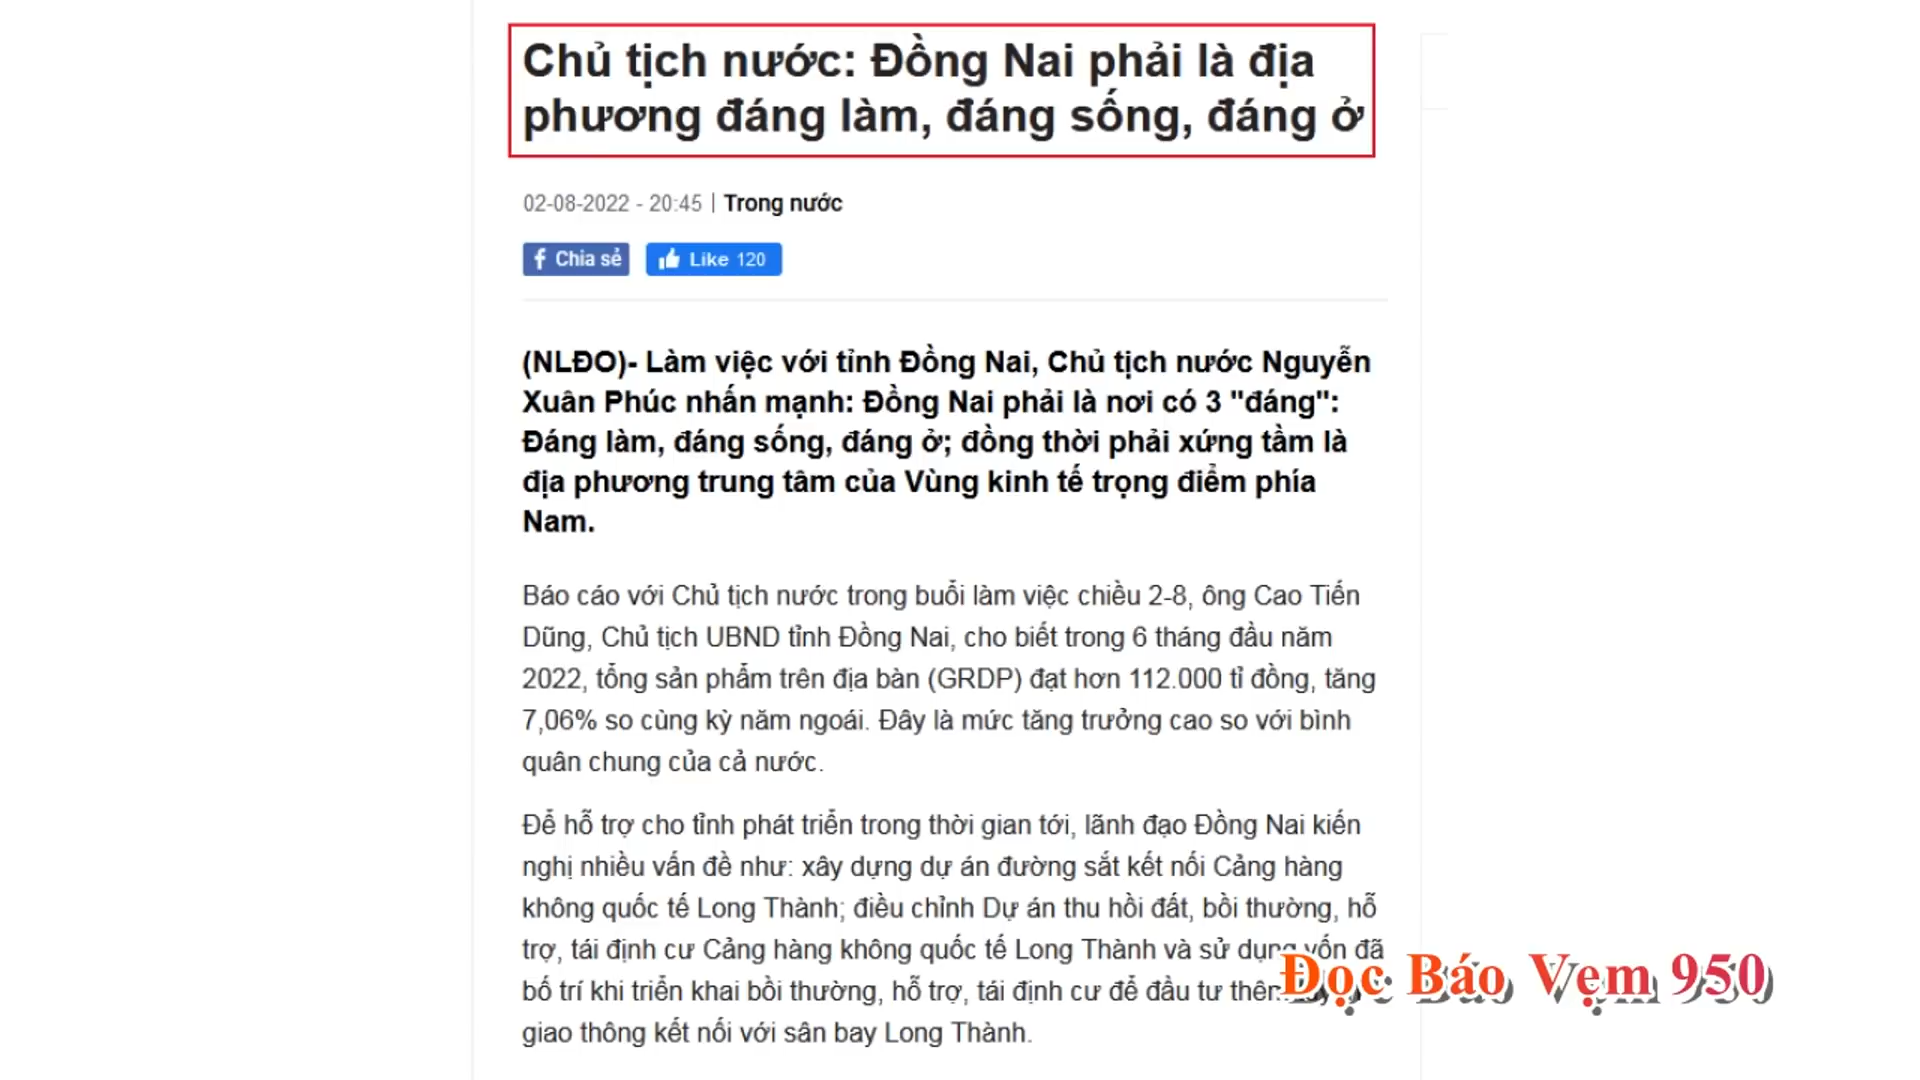 Chủ tịch nước: Đồng Nai phải là địa
phương đáng làm, đáng sống, đáng ở
02-08-2022 - 20:45 | Trong nước
Chia sẻ Like 120
(NLĐO)- Làm việc với tỉnh Đồng Nai, Chủ tịch nước Nguyễn
Xuân Phúc nhấn mạnh: Đồng Nai phải là nơi có 3 "đáng":
Đáng làm, đáng sống, đáng ở; đồng thời phải xứng tầm là
địa phương trung tâm của Vùng kinh tế trọng điểm phía
Nam.
Báo cáo với Chủ tịch nước trong buổi làm việc chiều 2-8, ông Cao Tiến
Dũng, Chủ tịch UBND tỉnh Đồng Nai, cho biết trong 6 tháng đầu năm
2022, tổng sản phẩm trên địa bàn (GRDP) đạt hơn 112.000 tỉ đồng, tăng
7,06% so cùng kỳ năm ngoái. Đây là mức tăng trưởng cao so với bình
quân chung của cả nước.
Để hỗ trợ cho tỉnh phát triển trong thời gian tới, lãnh đạo Đồng Nai kiến
nghị nhiều vấn đề như: xây dựng dự án đường sắt kết nối Cảng hàng
không quốc tế Long Thành; điều chỉnh Dự án thu hồi đất, bồi thường, hỗ
trợ, tái định cư Cảng hàng không quốc tế Long Thành và sử dụng vốn đã
bố trí khi triển khai bồi thường, hỗ trợ, tái định cư để đầu tư thêm
giao thông kết nối với sân bay Long Thành.
Đọc Báo Vẹm 950